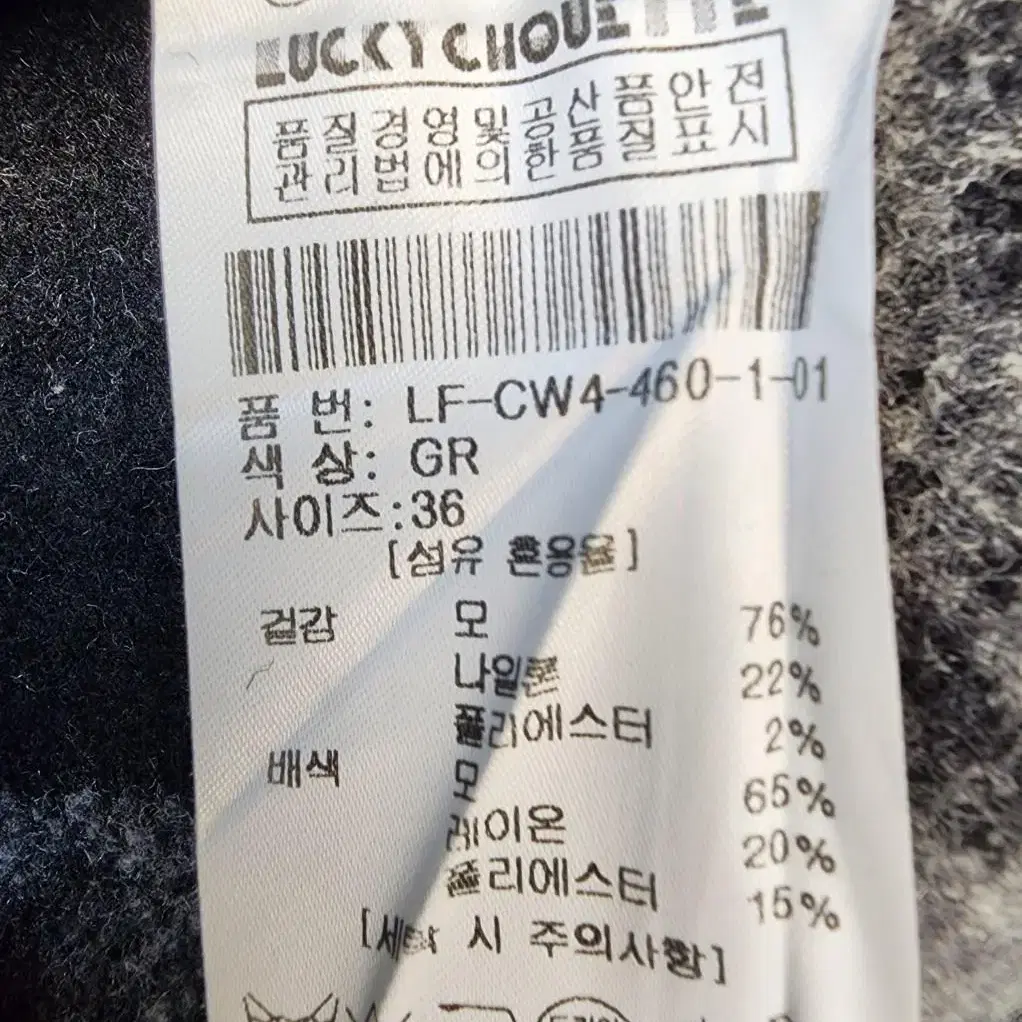 LUCKY CHOUETTE
품질경영및공산품안전
관리법에의한품질표시
품 번: LF-CW4-460-1-01
색 상: GR
사이즈:36
[섬유 혼용율]
겉감 모 76%
나일론 22%
폴리에스터 2%
배색 모 65%
레이온 20%
폴리에스터 15%
[세탁 시 주의사항]